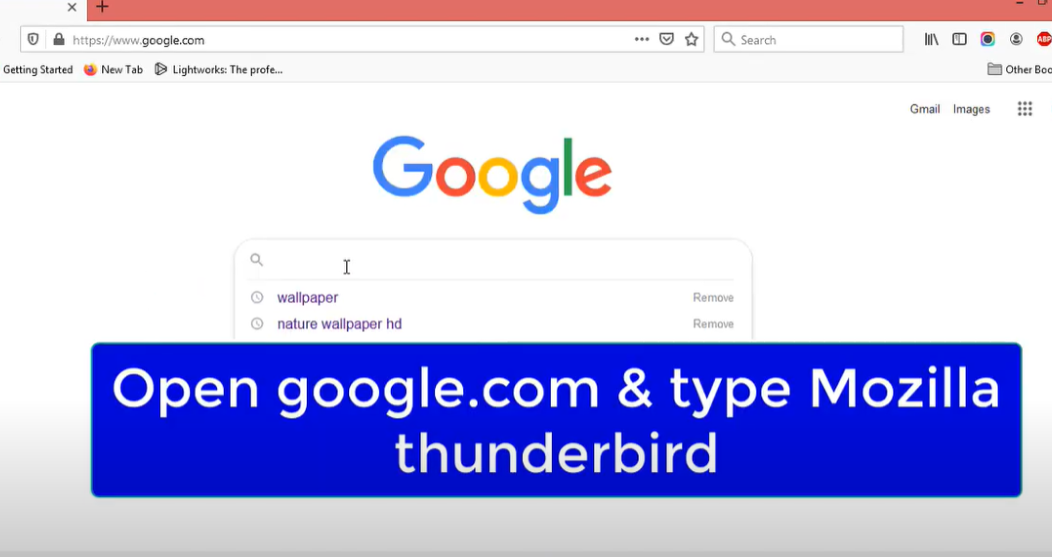 https://www.google.com
Search
ABP
Getting Started
New Tab
Lightworks: The profe...
Other Boo
Gmail
Images
Google
wallpaper
Remove
nature wallpaper hd
Remove
Open google.com & type Mozilla
thunderbird